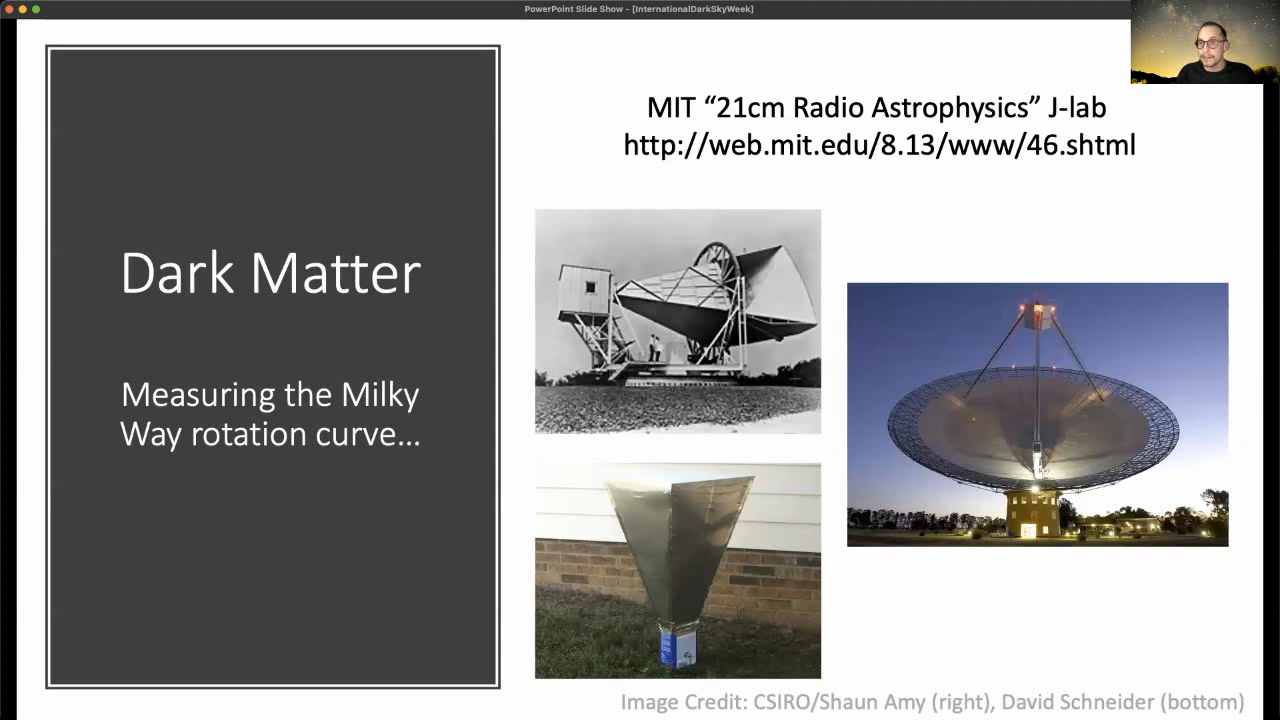 PowerPoint Slide Show - [InternationalDarkSkyWeek]
MIT “21cm Radio Astrophysics” J-lab
http://web.mit.edu/8.13/www/46.shtml
Dark Matter
Measuring the Milky
Way rotation curve…
Image Credit: CSIRO/Shaun Amy (right), David Schneider (bottom)